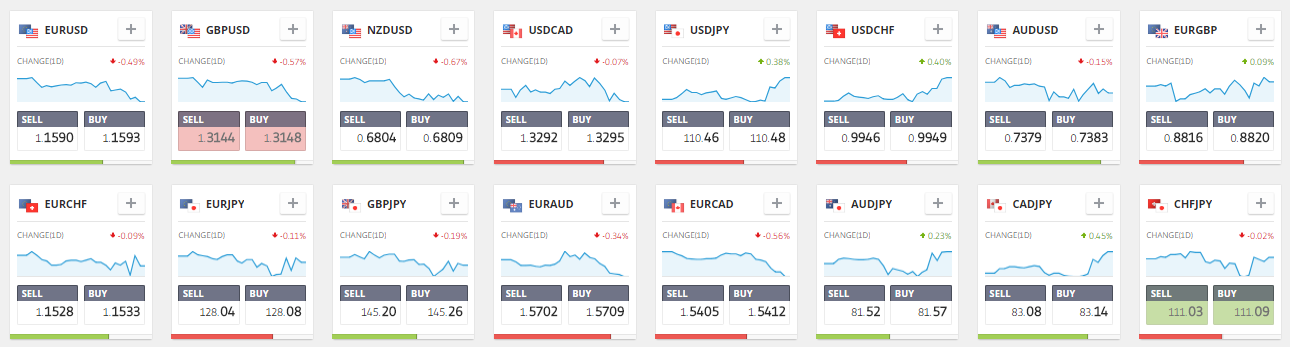 EURUSD +
CHANGE(1D) -0.49%
SELL BUY
1.1590 1.1593
GBPUSD +
CHANGE(1D) -0.57%
SELL BUY
1.3144 1.3148
NZDUSD +
CHANGE(1D) -0.67%
SELL BUY
0.6804 0.6809
USDCAD +
CHANGE(1D) -0.07%
SELL BUY
1.3292 1.3295
USDJPY +
CHANGE(1D) 0.38%
SELL BUY
110.46 110.48
USDCHF +
CHANGE(1D) 0.40%
SELL BUY
0.9946 0.9949
AUDUSD +
CHANGE(1D) -0.15%
SELL BUY
0.7379 0.7383
EURGBP +
CHANGE(1D) 0.09%
SELL BUY
0.8816 0.8820
EURCHF +
CHANGE(1D) -0.09%
SELL BUY
1.1528 1.1533
EURJPY +
CHANGE(1D) -0.11%
SELL BUY
128.04 128.08
GBPJPY +
CHANGE(1D) -0.19%
SELL BUY
145.20 145.26
EURAUD +
CHANGE(1D) -0.34%
SELL BUY
1.5702 1.5709
EURCAD +
CHANGE(1D) -0.56%
SELL BUY
1.5405 1.5412
AUDJPY +
CHANGE(1D) 0.23%
SELL BUY
81.52 81.57
CADJPY +
CHANGE(1D) 0.45%
SELL BUY
83.08 83.14
CHFJPY +
CHANGE(1D) -0.02%
SELL BUY
111.03 111.09